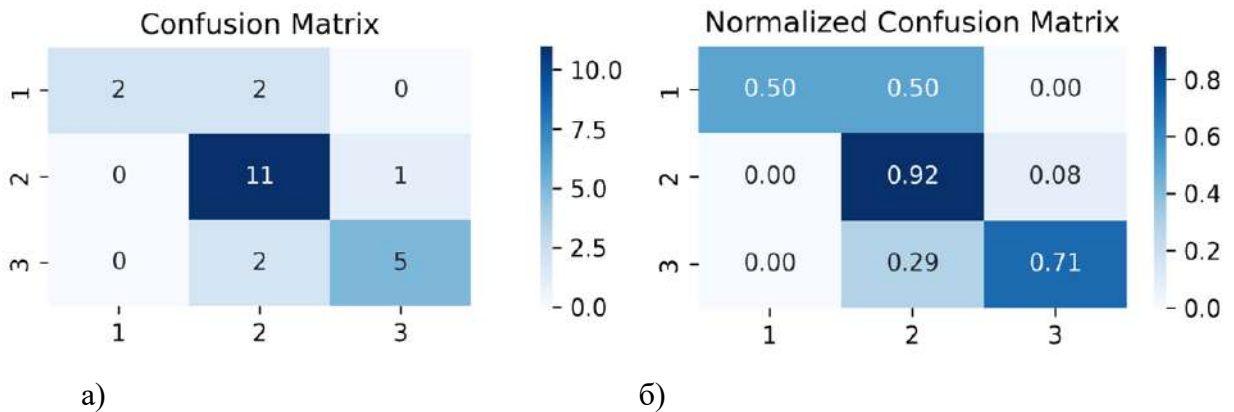 Confusion Matrix
1 2 2 0
2 0 11 1
3 0 2 5
1 2 3
10.0
7.5
5.0
2.5
0.0
а)
Normalized Confusion Matrix
1 0.50 0.50 0.00
2 0.00 0.92 0.08
3 0.00 0.29 0.71
1 2 3
0.8
0.6
0.4
0.2
0.0
б)